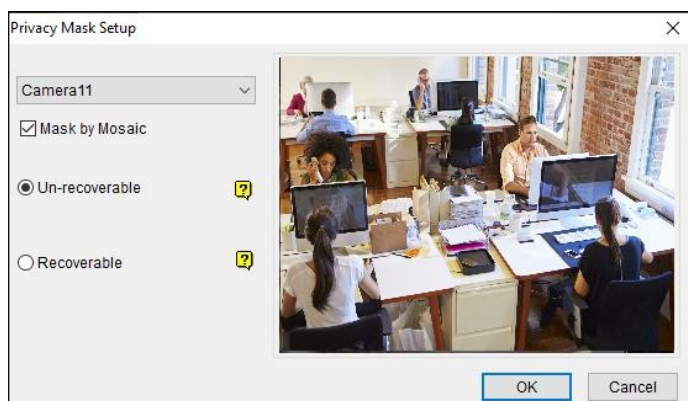 Privacy Mask Setup
Camera11
Mask by Mosaic
Un-recoverable
?
Recoverable
?
OK
Cancel